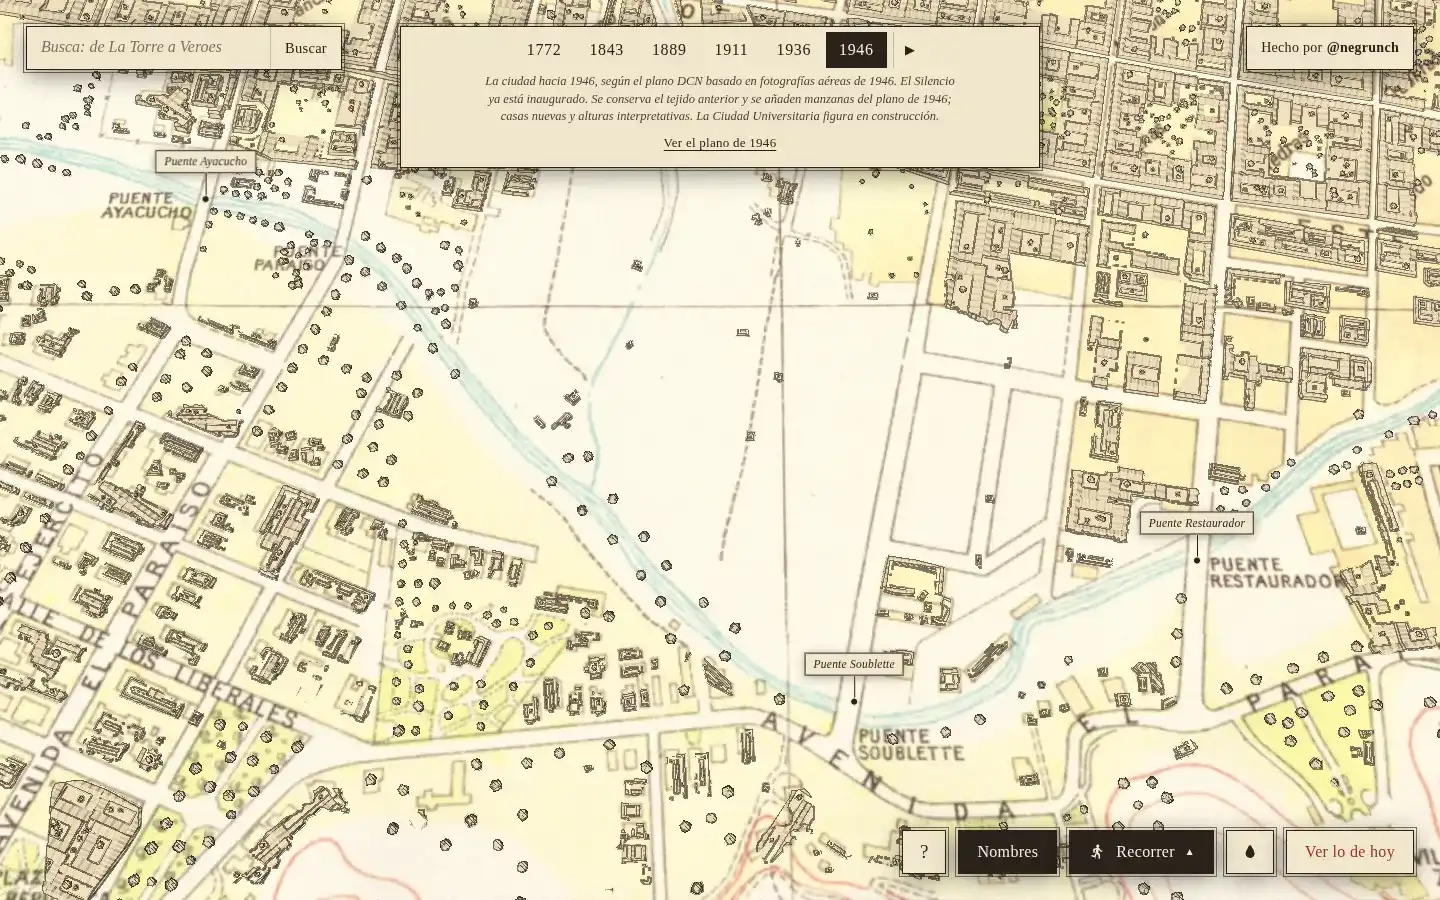 Busca: de La Torre a Veroes
Buscar
1772 1843 1889 1911 1936 1946
La ciudad hacia 1946, según el plano DCN basado en fotografías aéreas de 1946. El Silencio
ya está inaugurado. Se conserva el tejido anterior y se añaden manzanas del plano de 1946;
casas nuevas y alturas interpretativas. La Ciudad Universitaria figura en construcción.
Ver el plano de 1946
Hecho por @negrunch
Puente Ayacucho
PUENTE
AYACUCHO
PUENTE
PARAISO
Puente Restaurador
PUENTE
RESTAURADOR
Puente Soublette
PUENTE
SOUBLETTE
AVENIDA EL PARAISO
DE LOS LIBERALES
AVENIDA EL PARA
?
Nombres
Recorrer
Ver lo de hoy